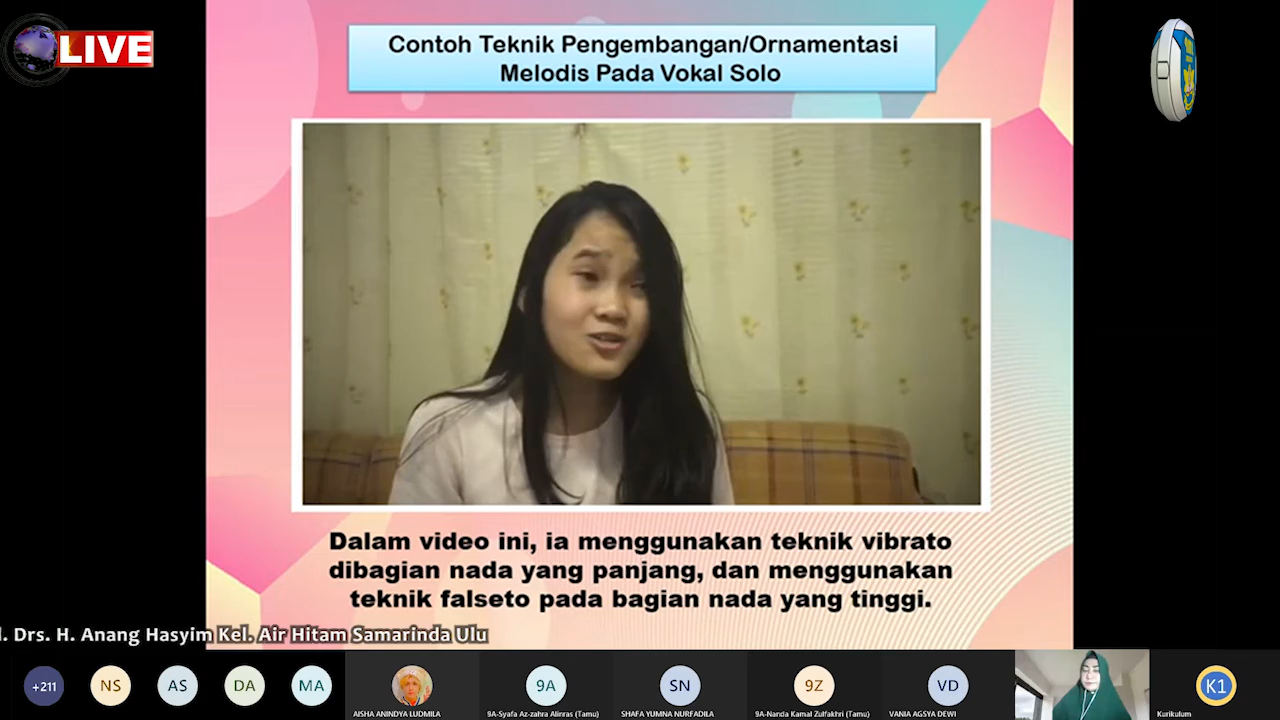 LIVE
Contoh Teknik Pengembangan/Ornamentasi
Melodis Pada Vokal Solo
Dalam video ini, ia menggunakan teknik vibrato
dibagian nada yang panjang, dan menggunakan
teknik falseto pada bagian nada yang tinggi.
Drs. H. Anang Hasyim Kel. Air Hitam Samarinda Ulu
+211
NS
AS
DA
MA
AISHA ANINDYA LUDMILA
9A
9A-Syafa Az-zahra Alinras (Tamu)
SN
SHAFA YUMNA NURFADILA
9Z
9A-Nanda Kamal Zulfakhri (Tamu)
VD
VANIA AGSYA DEWI
K1
Kurikulum